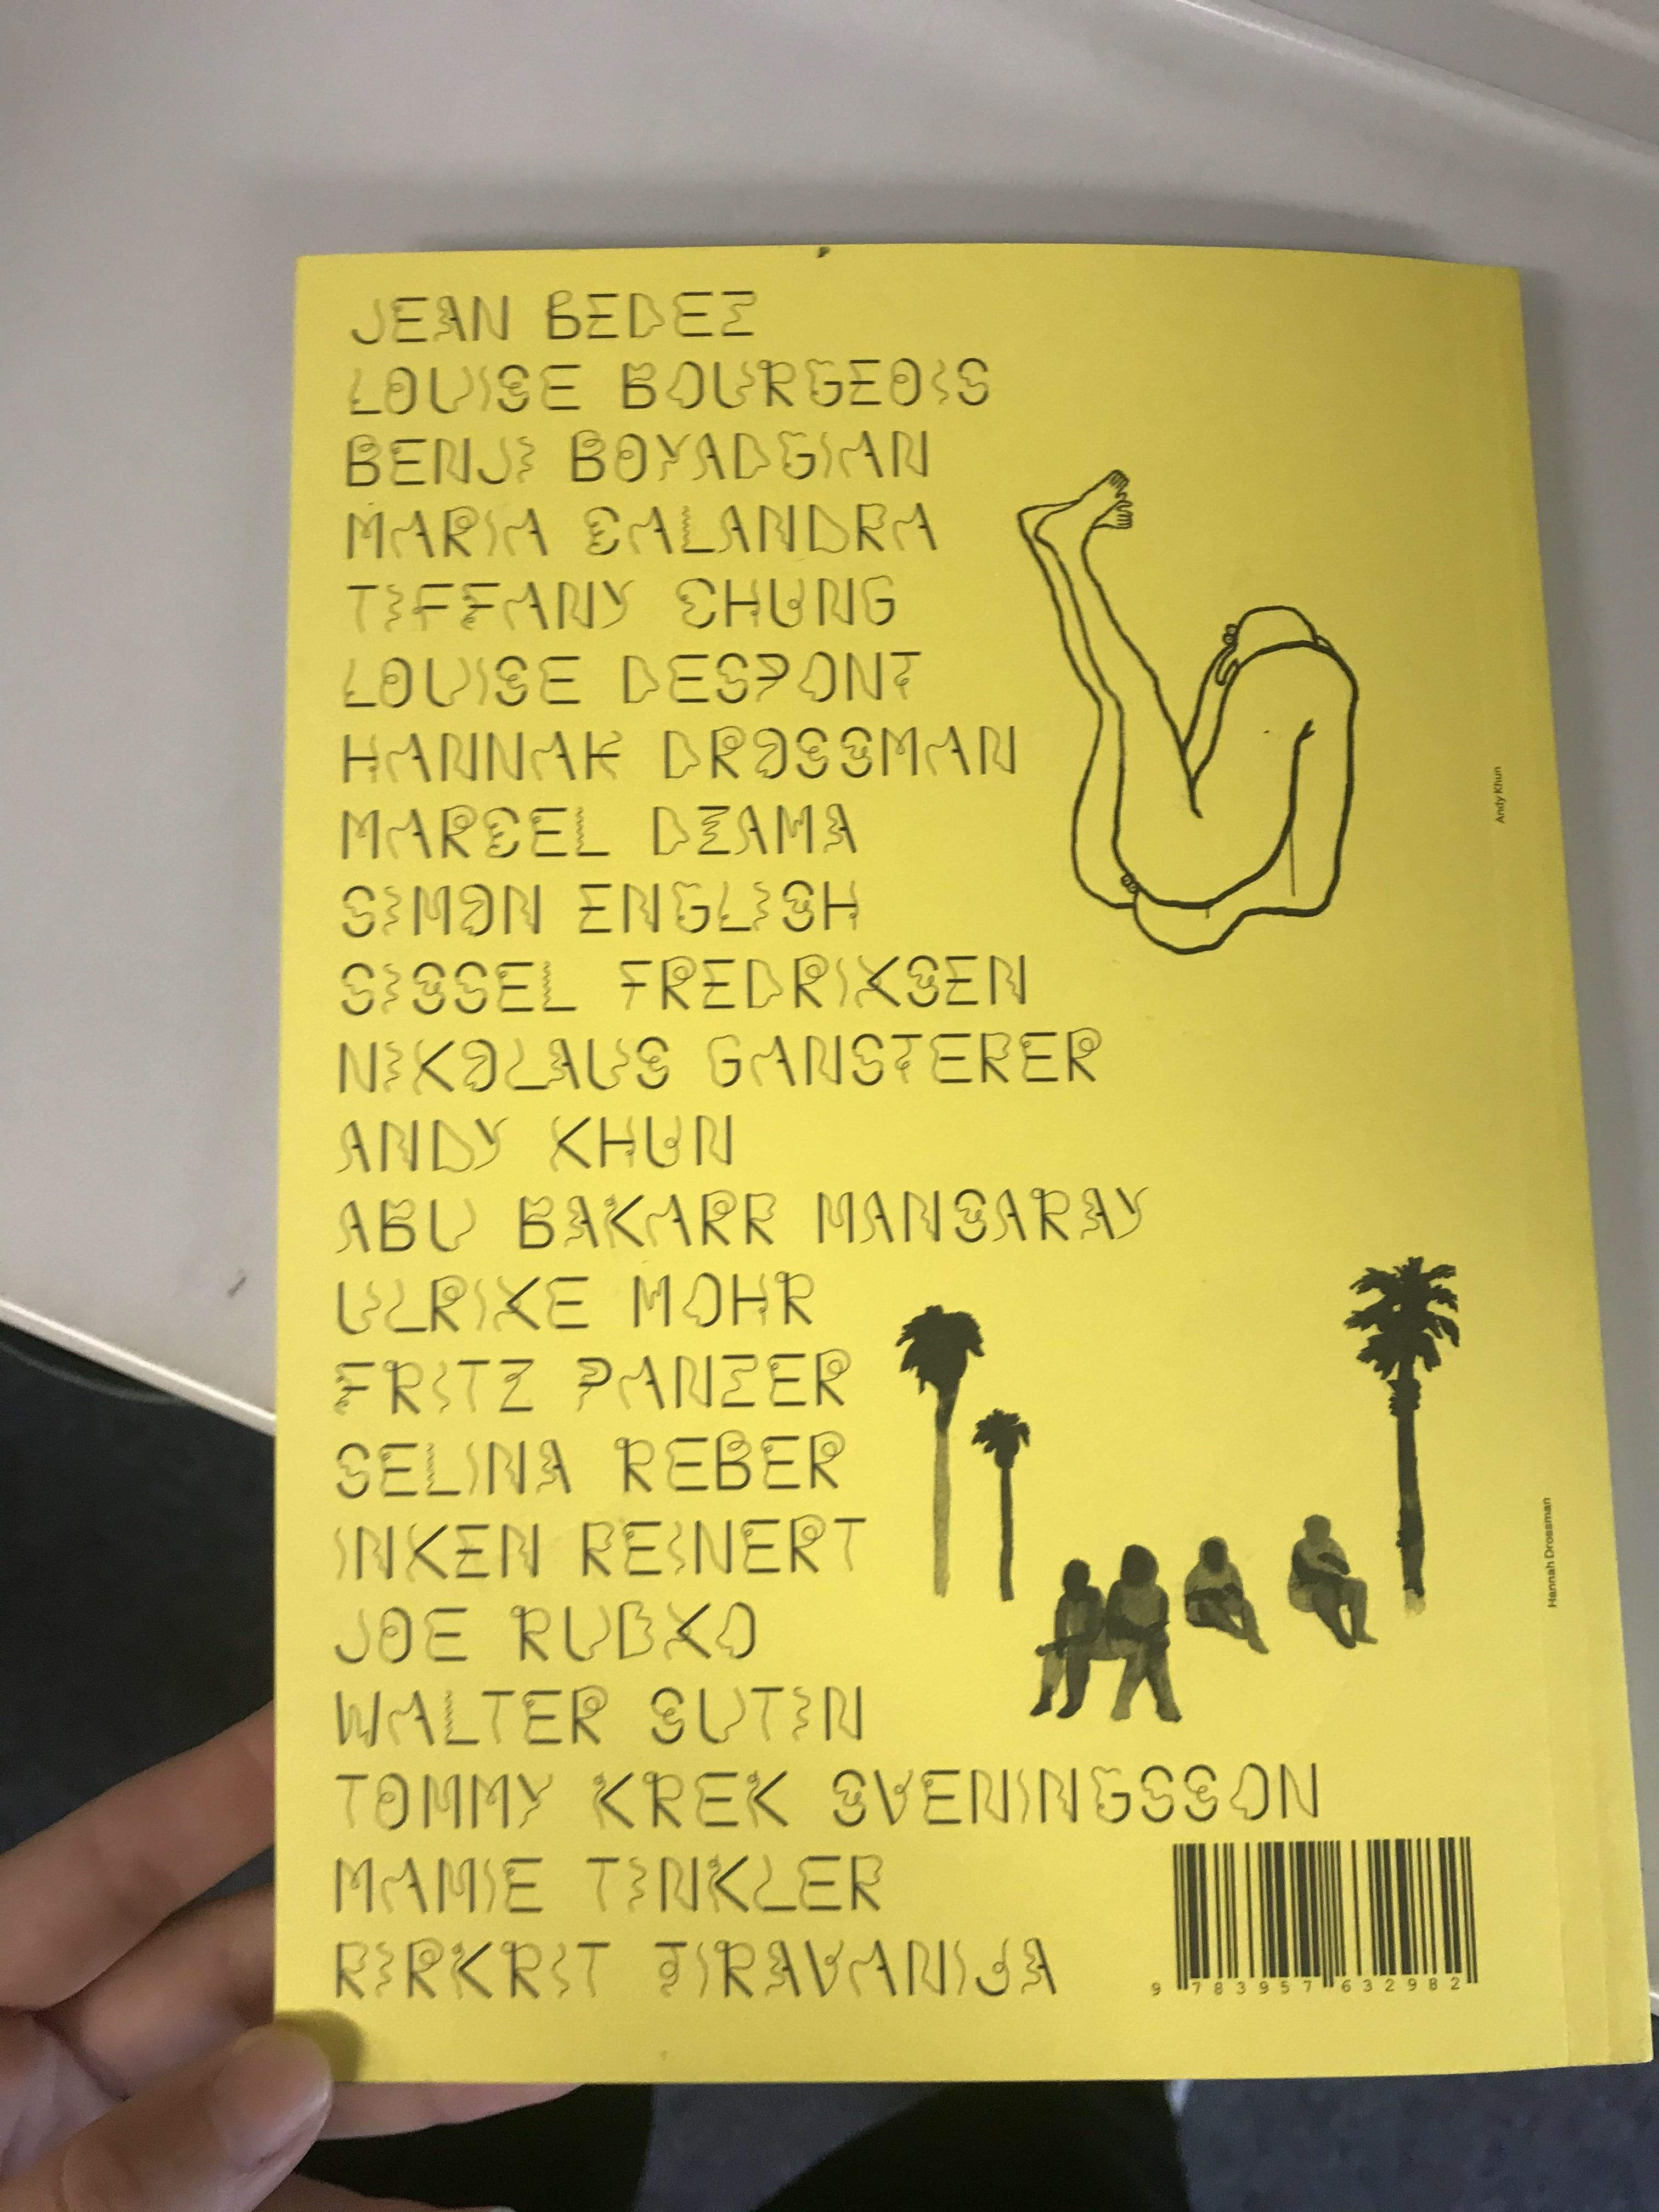 JEAN BEDEZ
LOUISE BOURGEOIS
BENJI BOYADGIAN
MARIA CALANDRA
TIFFANY CHUNG
LOUISE DESPONT
HANNAH DROSSMAN
MARCEL DZAMA
SIMON ENGLISH
SISSEL FREDRIKSEN
NIKOLAUS GANSTERER
ANDY KHUN
ABU BAKARR MANSARAY
ULRIKE MOHR
FRITZ PANZER
SELINA REBER
INKEN REINERT
JOE RUBKO
WALTER SUTIN
TOMMY KREK SVENINGSSON
MAMIE TINKLER
RIRKRIT TIRAVANIJA
Andy Khun
Hannah Drossman
9 783957 632982